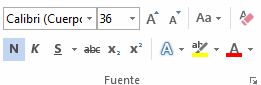 Calibri (Cuerpo 36 A A Aa A
N K S abc x₂ x² A ab A
Fuente